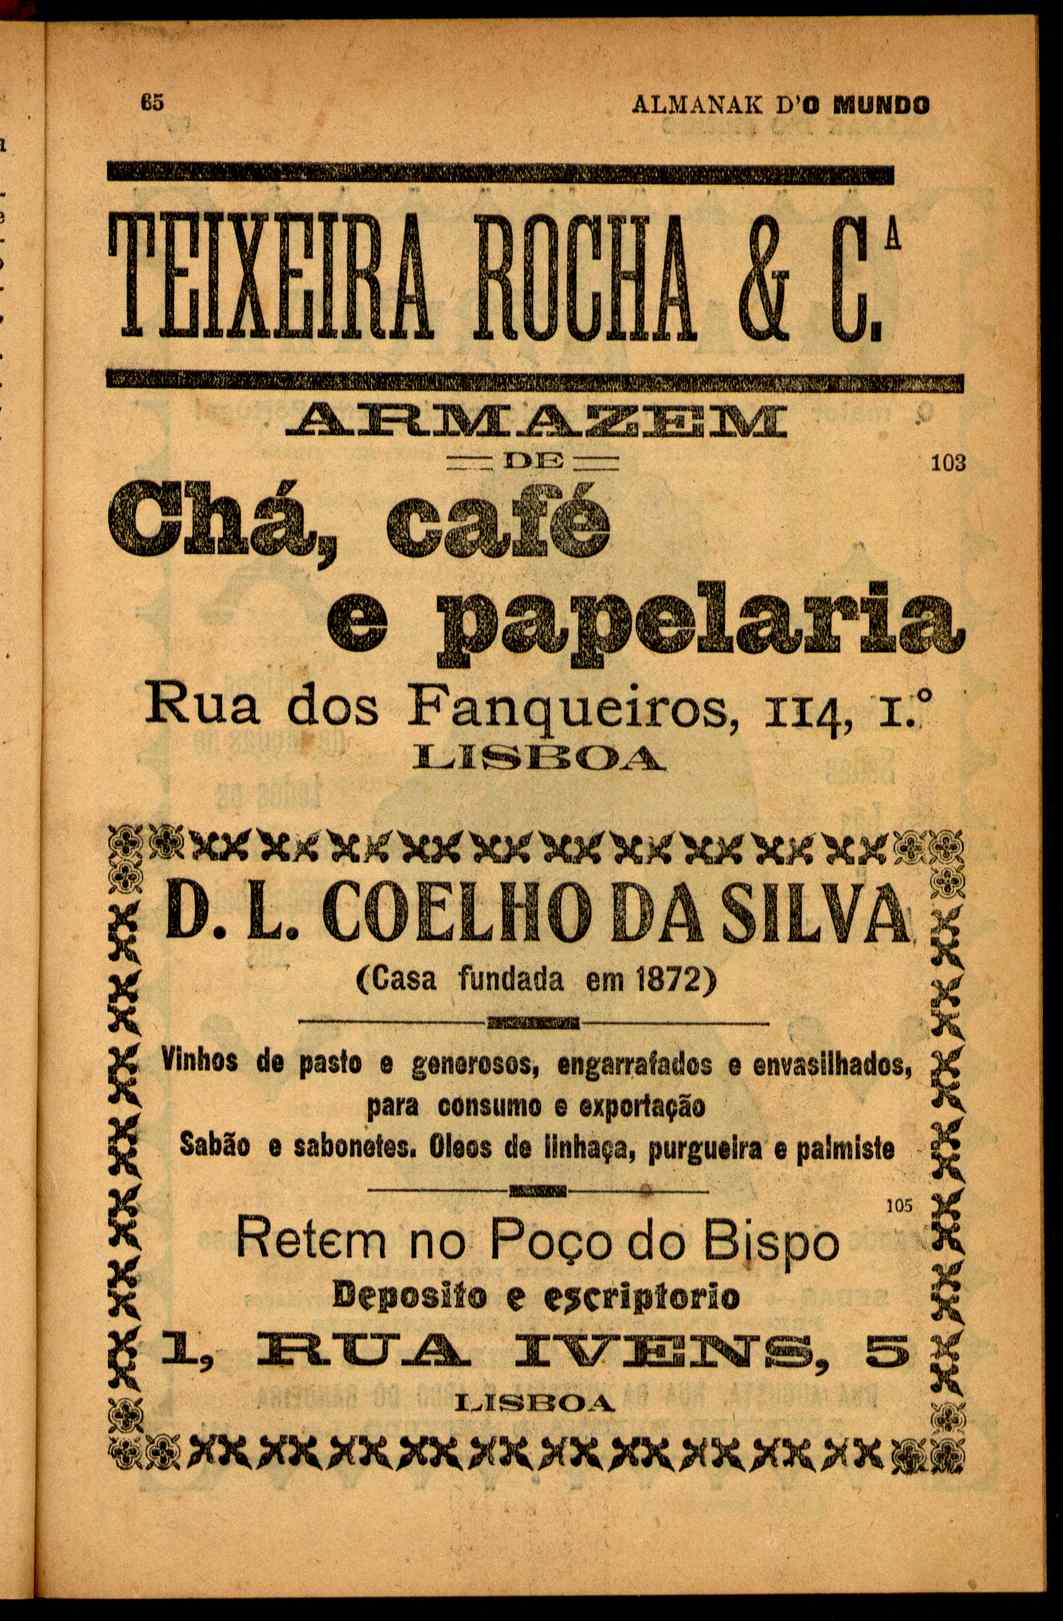 65
ALMANAK D'O MUNDO
TEIXEIRA ROCHA & C.A
ARMAZEM
DE
103
Chá, café
e papelaria
Rua dos Fanqueiros, 114, 1.º
LISBOA
D. L. COELHO DA SILVA
(Casa fundada em 1872)
Vinhos de pasto e generosos, engarrafados e envasilhados,
para consumo e exportação
Sabão e sabonetes. Oleos de linhaça, purgueira e palmiste
105
Retem no Poço do Bispo
Deposito e escriptorio
1, RUA IVENS, 5
LISBOA